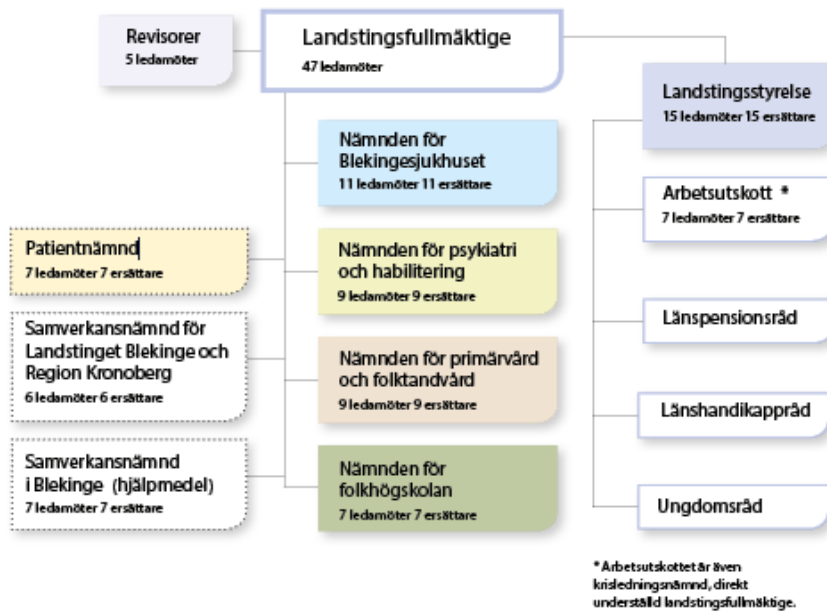 Revisorer
5 ledamöter
Landstingsfullmäktige
47 ledamöter
Landstingsstyrelse
15 ledamöter 15 ersättare
Nämnden för
Blekingesjukhuset
11 ledamöter 11 ersättare
Arbetsutskott *
7 ledamöter 7 ersättare
Patientnämnd
7 ledamöter 7 ersättare
Nämnden för psykiatri
och habilitering
9 ledamöter 9 ersättare
Länspensionsråd
Samverkansnämnd för
Landstinget Blekinge och
Region Kronoberg
6 ledamöter 6 ersättare
Nämnden för primärvård
och folktandvård
9 ledamöter 9 ersättare
Länshandikappråd
Samverkansnämnd
i Blekinge (hjälpmedel)
7 ledamöter 7 ersättare
Nämnden för
folkhögskolan
7 ledamöter 7 ersättare
Ungdomsråd
* Arbetsutskottet är även
krisledningsnämnd, direkt
underställd landstingsfullmäktige.